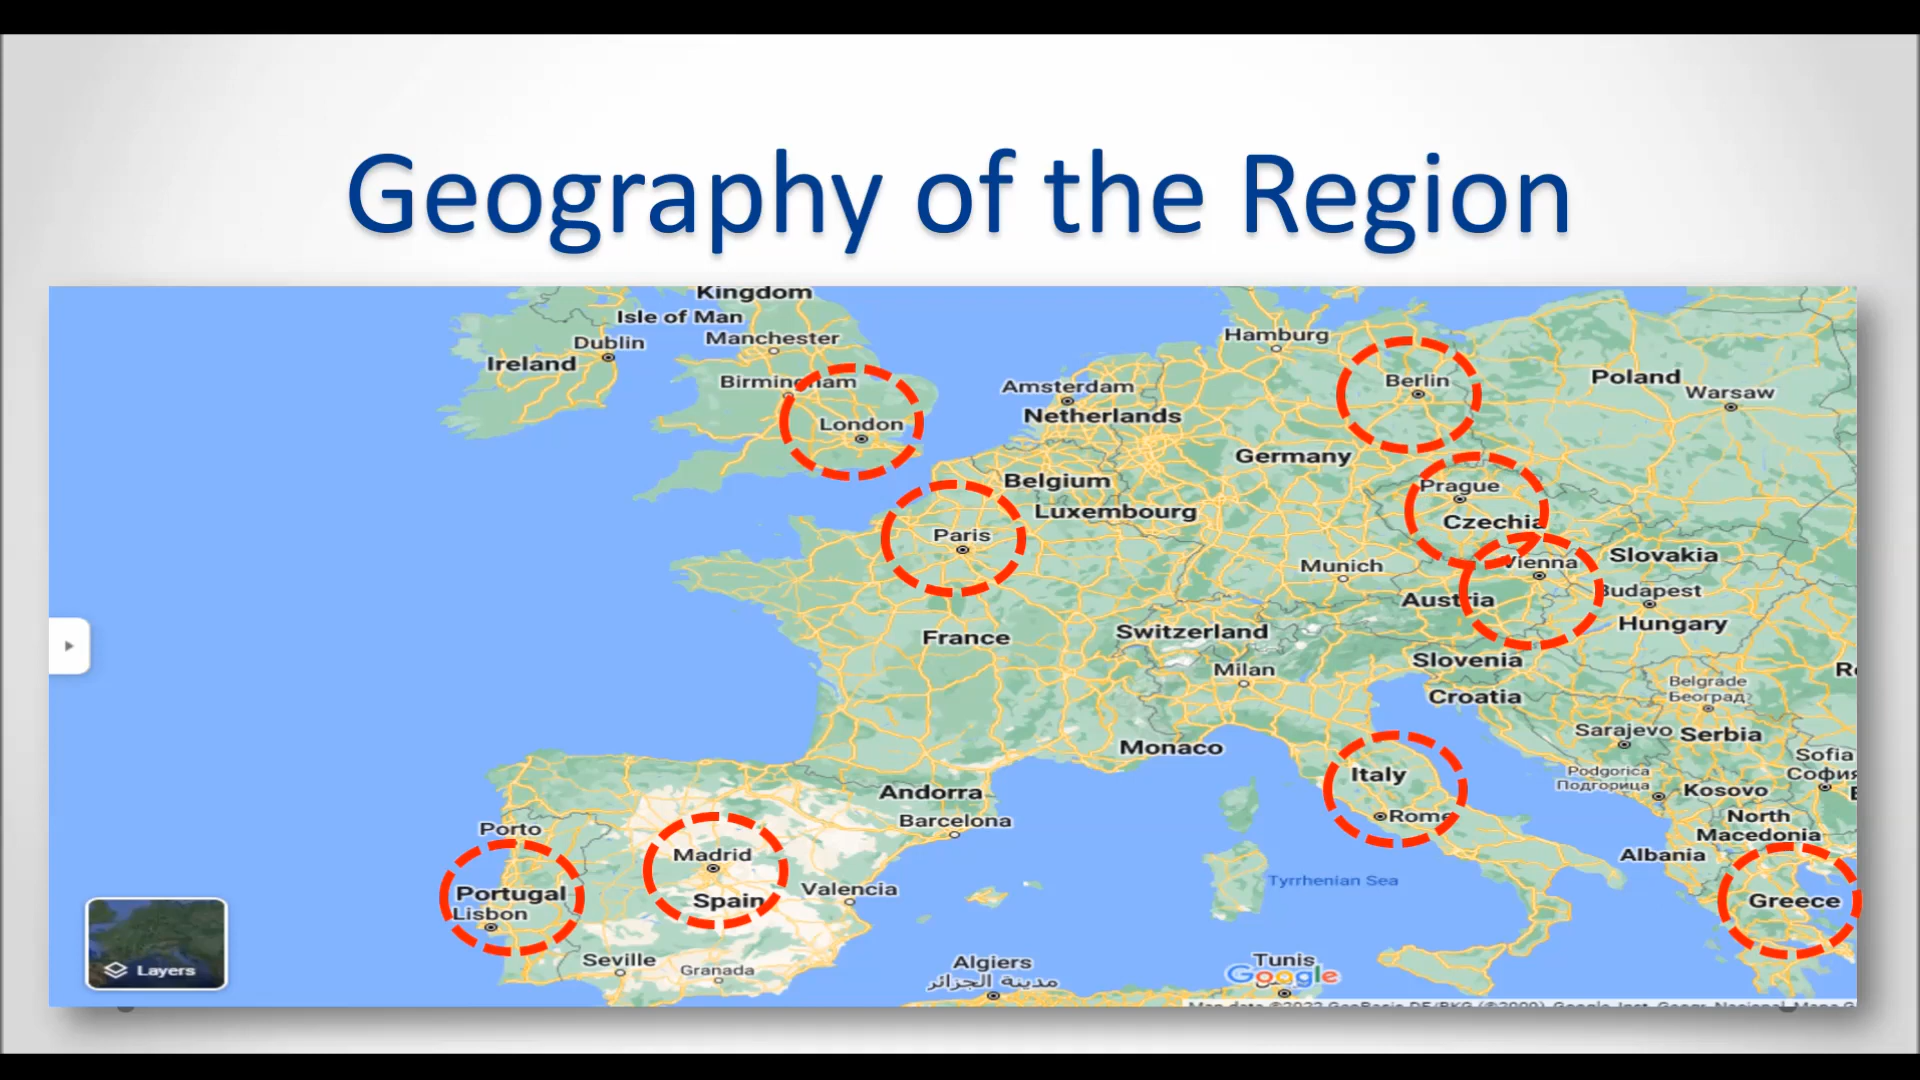 Geography of the Region
Kingdom
Isle of Man
Dublin
Manchester
Ireland
Hamburg
Birmingham
Amsterdam
Berlin
Poland
Warsaw
Netherlands
London
Germany
Belgium
Prague
Luxembourg
Czechia
Paris
Munich
Vienna
Slovakia
Austria
Budapest
France
Switzerland
Hungary
Milan
Slovenia
Croatia
Belgrade
Београд
Monaco
Sarajevo
Serbia
Sofia
София
Andorra
Italy
Podgorica
Подгорица
Kosovo
Barcelona
Rome
North
Macedonia
Porto
Albania
Madrid
Portugal
Spain
Valencia
Tyrrhenian Sea
Greece
Lisbon
Seville
Granada
Algiers
مدينة الجزائر
Tunis
Google
Layers